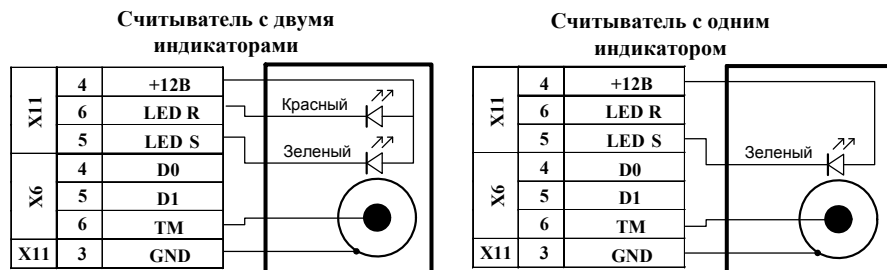 Считыватель с двумя
индикаторами
X11
4 +12В
6 LED R
5 LED S
X6
4 D0
5 D1
6 TM
X11 3 GND
Красный
Зеленый
Считыватель с одним
индикатором
X11
4 +12В
6 LED R
5 LED S
X6
4 D0
5 D1
6 TM
X11 3 GND
Зеленый